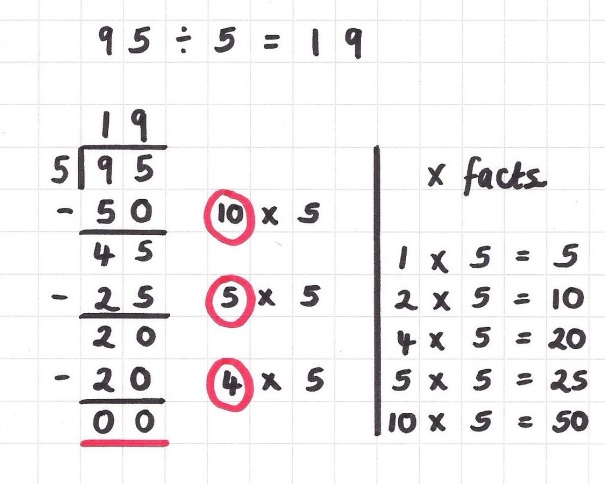 95 ÷ 5 = 19
19
5 95
- 50 10 x 5
45
- 25 5 x 5
20
- 20 4 x 5
00
x facts
1 x 5 = 5
2 x 5 = 10
4 x 5 = 20
5 x 5 = 25
10 x 5 = 50